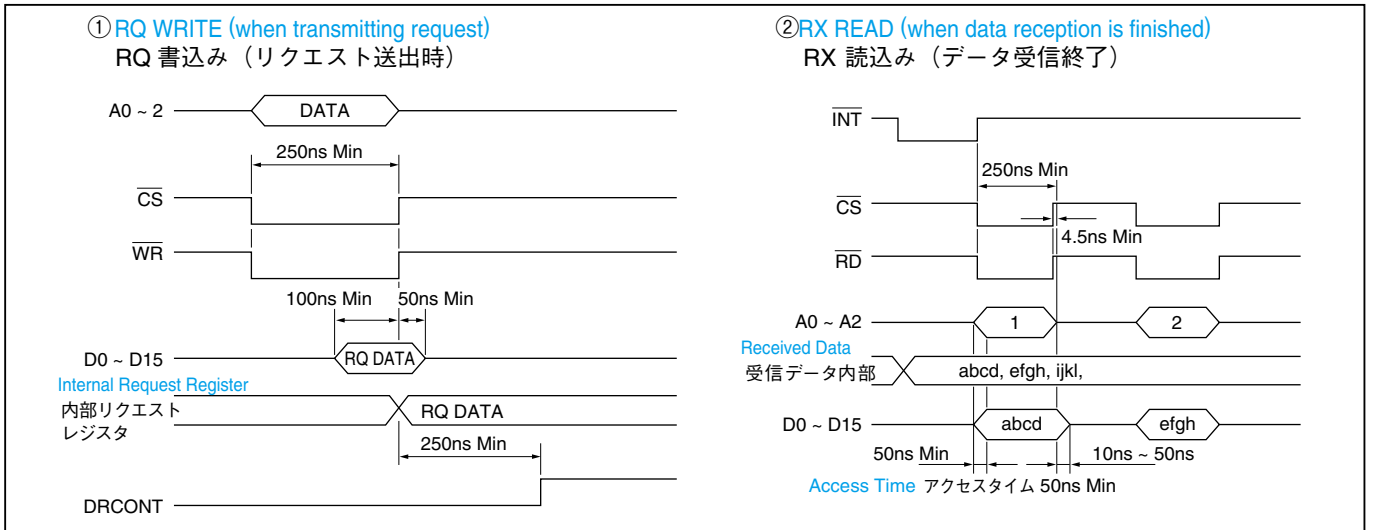 ①RQ WRITE (when transmitting request)
RQ 書込み（リクエスト送出時）
A0 ~ 2
DATA
250ns Min
CS
WR
100ns Min
50ns Min
D0 ~ D15
RQ DATA
Internal Request Register
内部リクエスト
レジスタ
RQ DATA
250ns Min
DRCONT
②RX READ (when data reception is finished)
RX 読込み（データ受信終了）
INT
250ns Min
CS
4.5ns Min
RD
A0 ~ A2
1
2
Received Data
受信データ内部
abcd, efgh, ijkl,
D0 ~ D15
abcd
efgh
50ns Min
10ns ~ 50ns
Access Time アクセスタイム 50ns Min